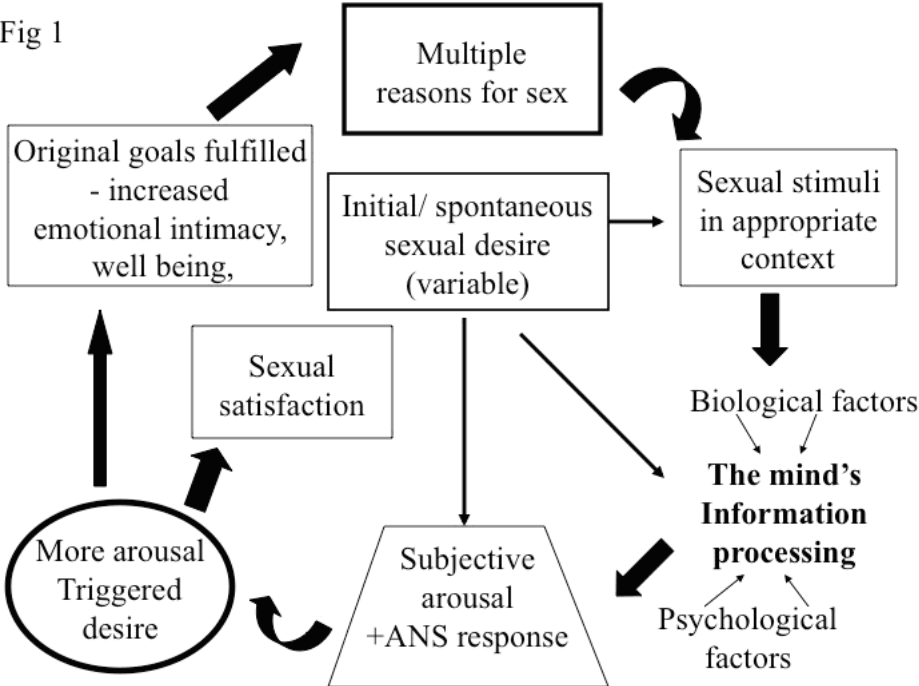 Fig 1
Multiple
reasons for sex
Original goals fulfilled
- increased
emotional intimacy,
well being,
Initial/ spontaneous
sexual desire
(variable)
Sexual stimuli
in appropriate
context
Sexual
satisfaction
Biological factors
The mind's
Information
processing
Psychological
factors
More arousal
Triggered
desire
Subjective
arousal
+ANS response